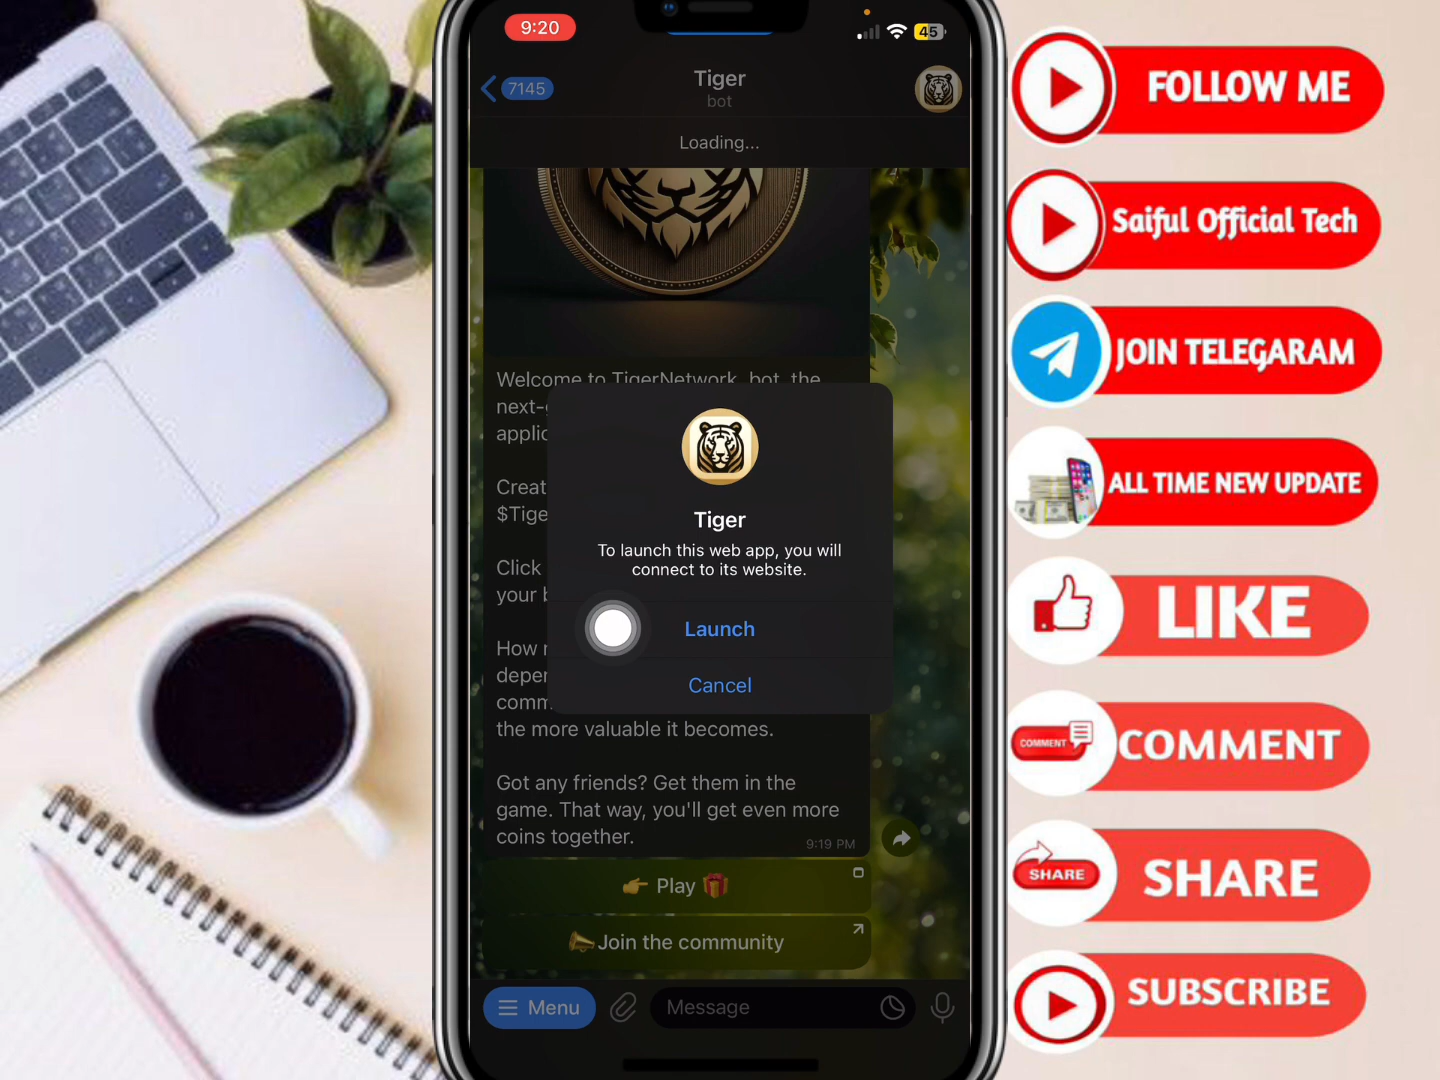 9:20
45
7145
Tiger
bot
Loading...
Welcome to TigerNetwork bot, the
next-
applic
Creat
$Tige
Click
your
How
deper
comm
the more valuable it becomes.
Got any friends? Get them in the
game. That way, you'll get even more
coins together.
9:19 PM
Tiger
To launch this web app, you will
connect to its website.
Launch
Cancel
👉 Play 🎁
📣Join the community
Menu
Message
FOLLOW ME
Saiful Official Tech
JOIN TELEGARAM
ALL TIME NEW UPDATE
LIKE
COMMENT
COMMENT
SHARE
SHARE
SUBSCRIBE